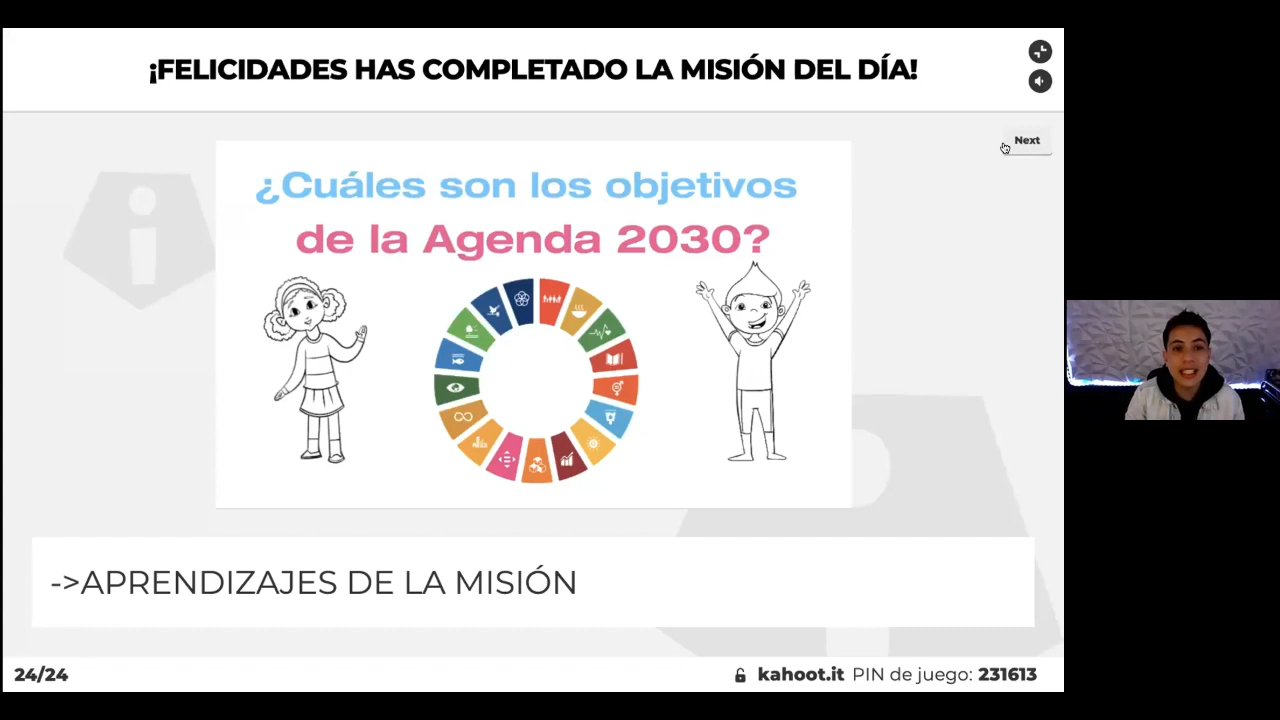 ¡FELICIDADES HAS COMPLETADO LA MISIÓN DEL DÍA!
Next
¿Cuáles son los objetivos
de la Agenda 2030?
->APRENDIZAJES DE LA MISIÓN
24/24
kahoot.it PIN de juego: 231613